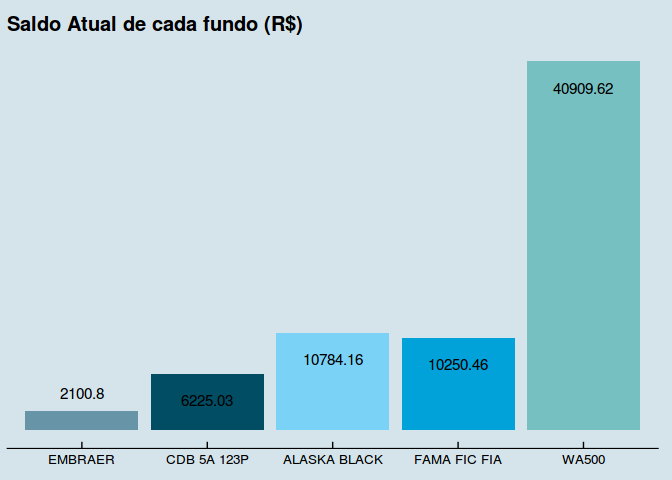 Saldo Atual de cada fundo (R$)
40909.62
10784.16
10250.46
2100.8
6225.03
EMBRAER CDB 5A 123P ALASKA BLACK FAMA FIC FIA WA500